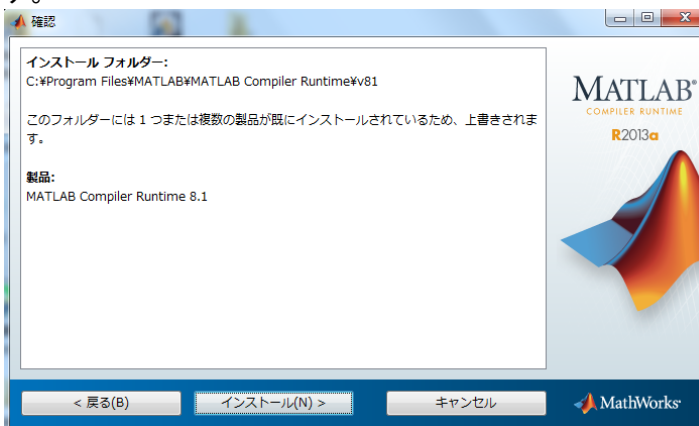 す。
確認
インストール フォルダー:
C:¥Program Files¥MATLAB¥MATLAB Compiler Runtime¥v81
このフォルダーには 1 つまたは複数の製品が既にインストールされているため、上書きされま
す。
製品:
MATLAB Compiler Runtime 8.1
MATLAB®
COMPILER RUNTIME
R2013a
< 戻る(B)
インストール(N) >
キャンセル
MathWorks®